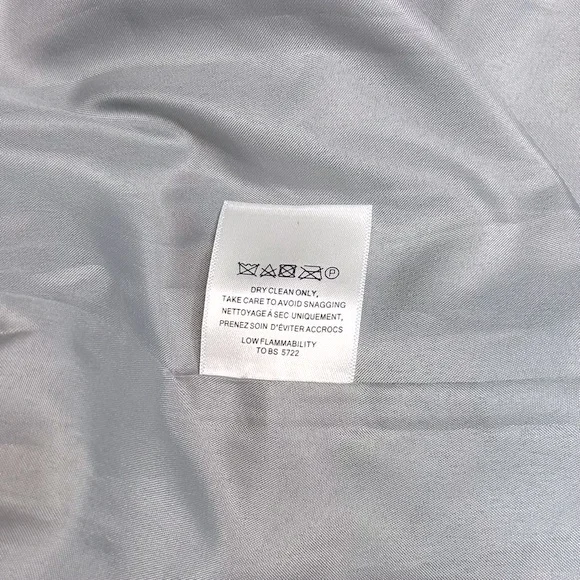 P
DRY CLEAN ONLY,
TAKE CARE TO AVOID SNAGGING
NETTOYAGE À SEC UNIQUEMENT,
PRENEZ SOIN D'ÉVITER ACCROCS
LOW FLAMMABILITY
TO BS 5722